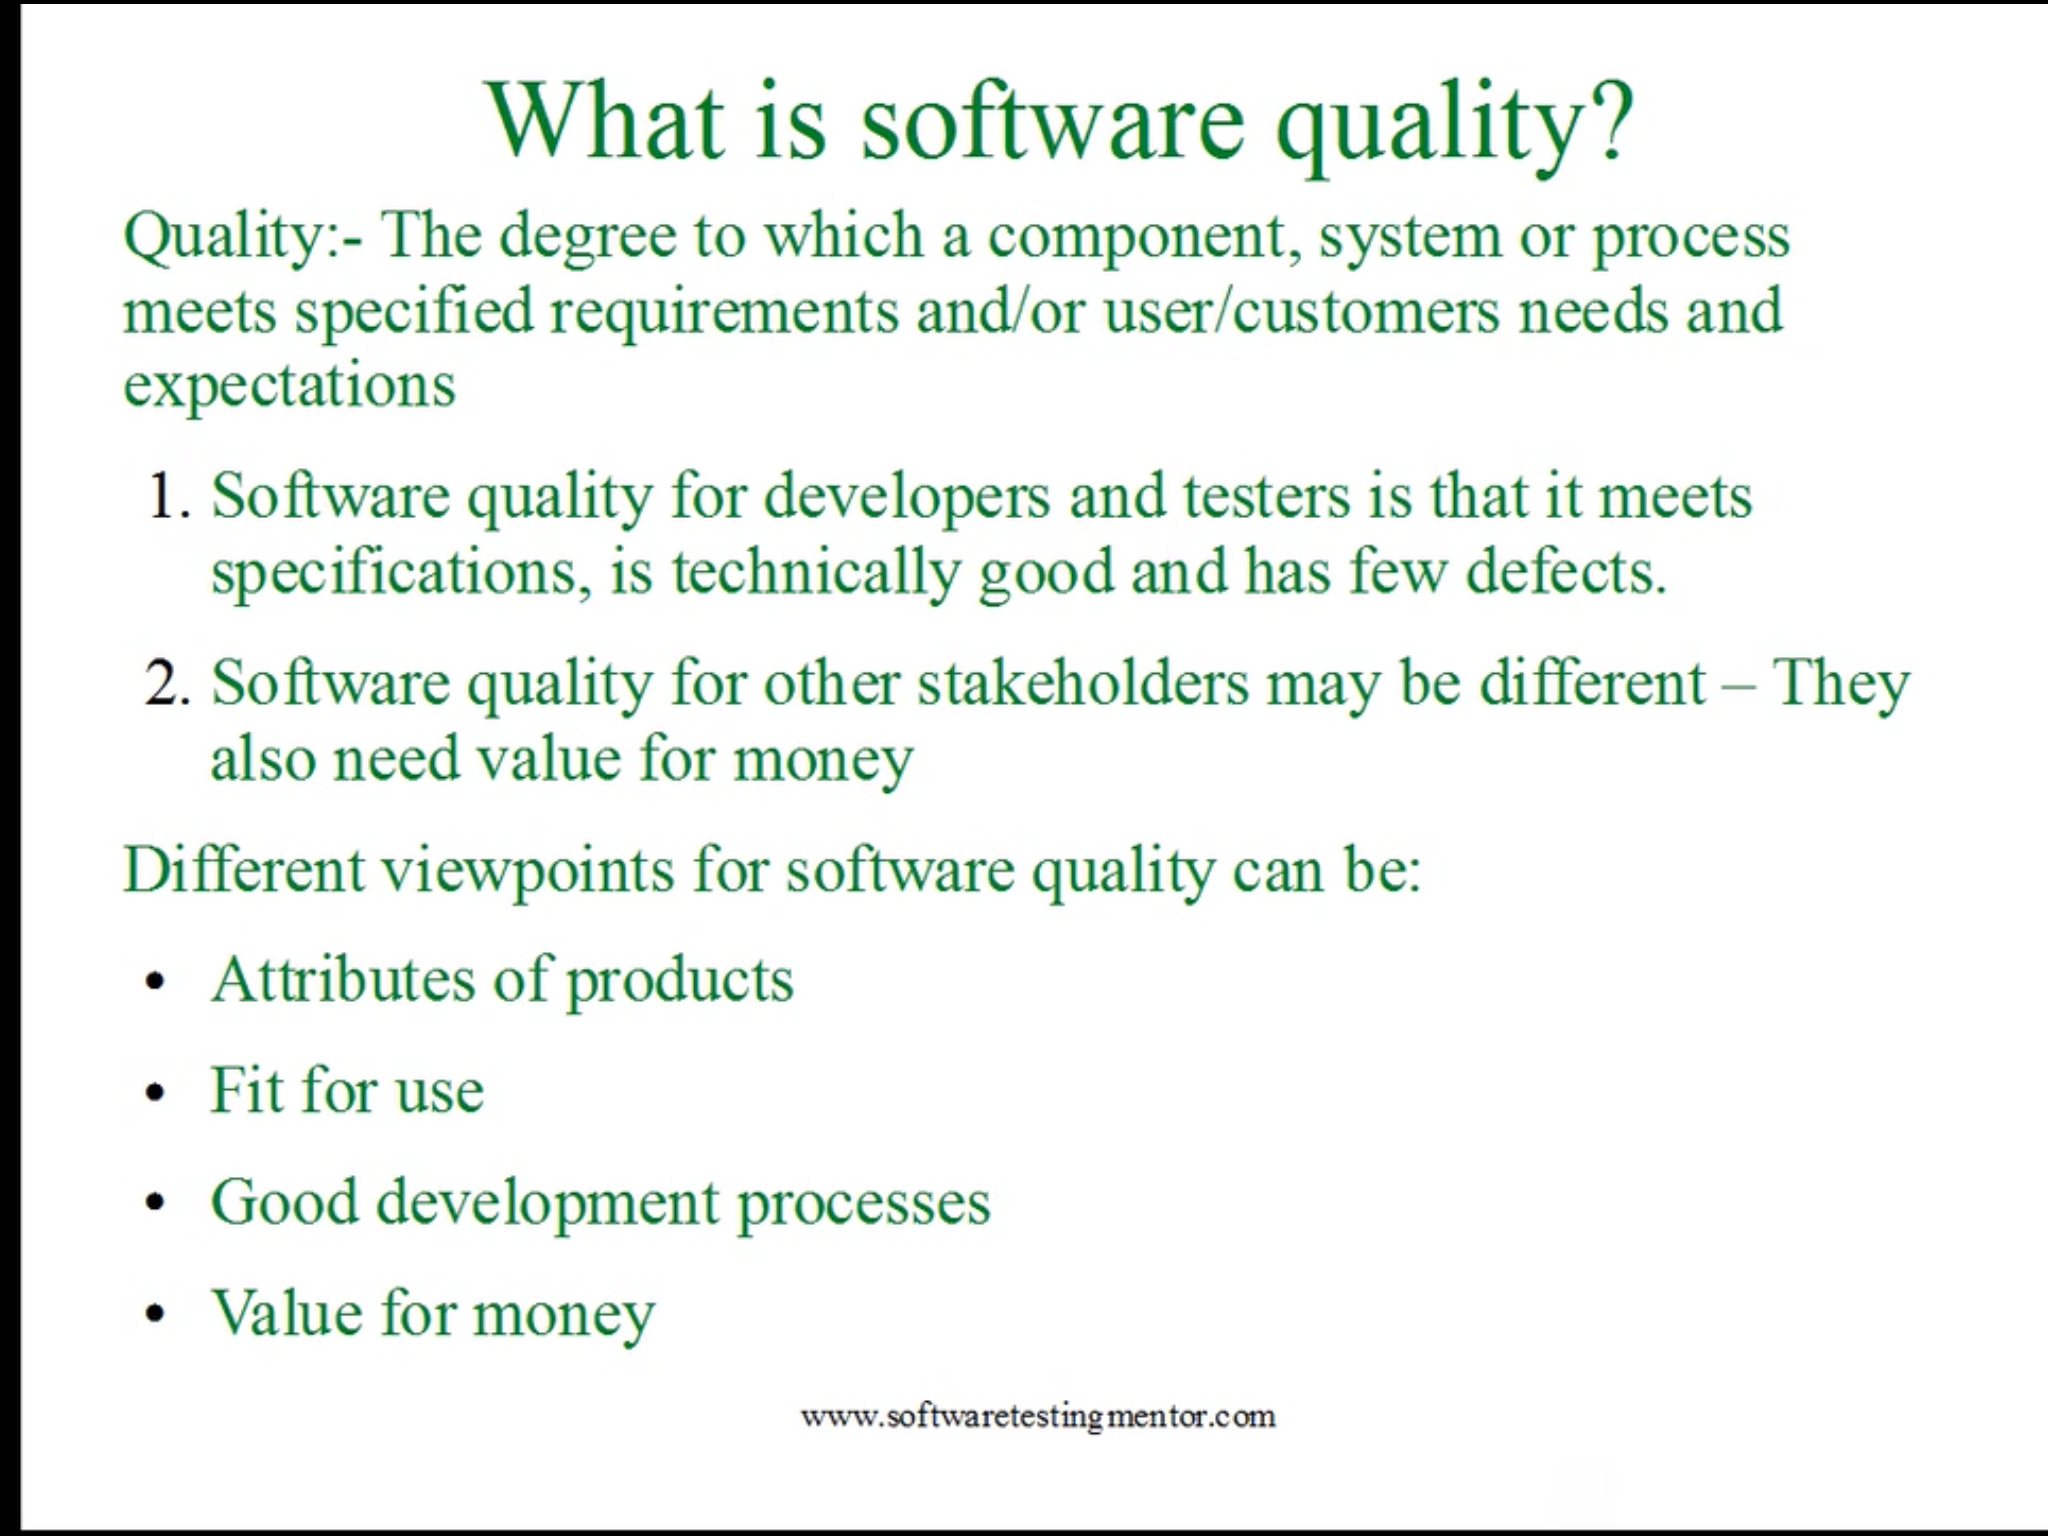 What is software quality?
Quality:- The degree to which a component, system or process
meets specified requirements and/or user/customers needs and
expectations
1. Software quality for developers and testers is that it meets
specifications, is technically good and has few defects.
2. Software quality for other stakeholders may be different – They
also need value for money
Different viewpoints for software quality can be:
• Attributes of products
• Fit for use
• Good development processes
• Value for money
www.softwaretestingmentor.com